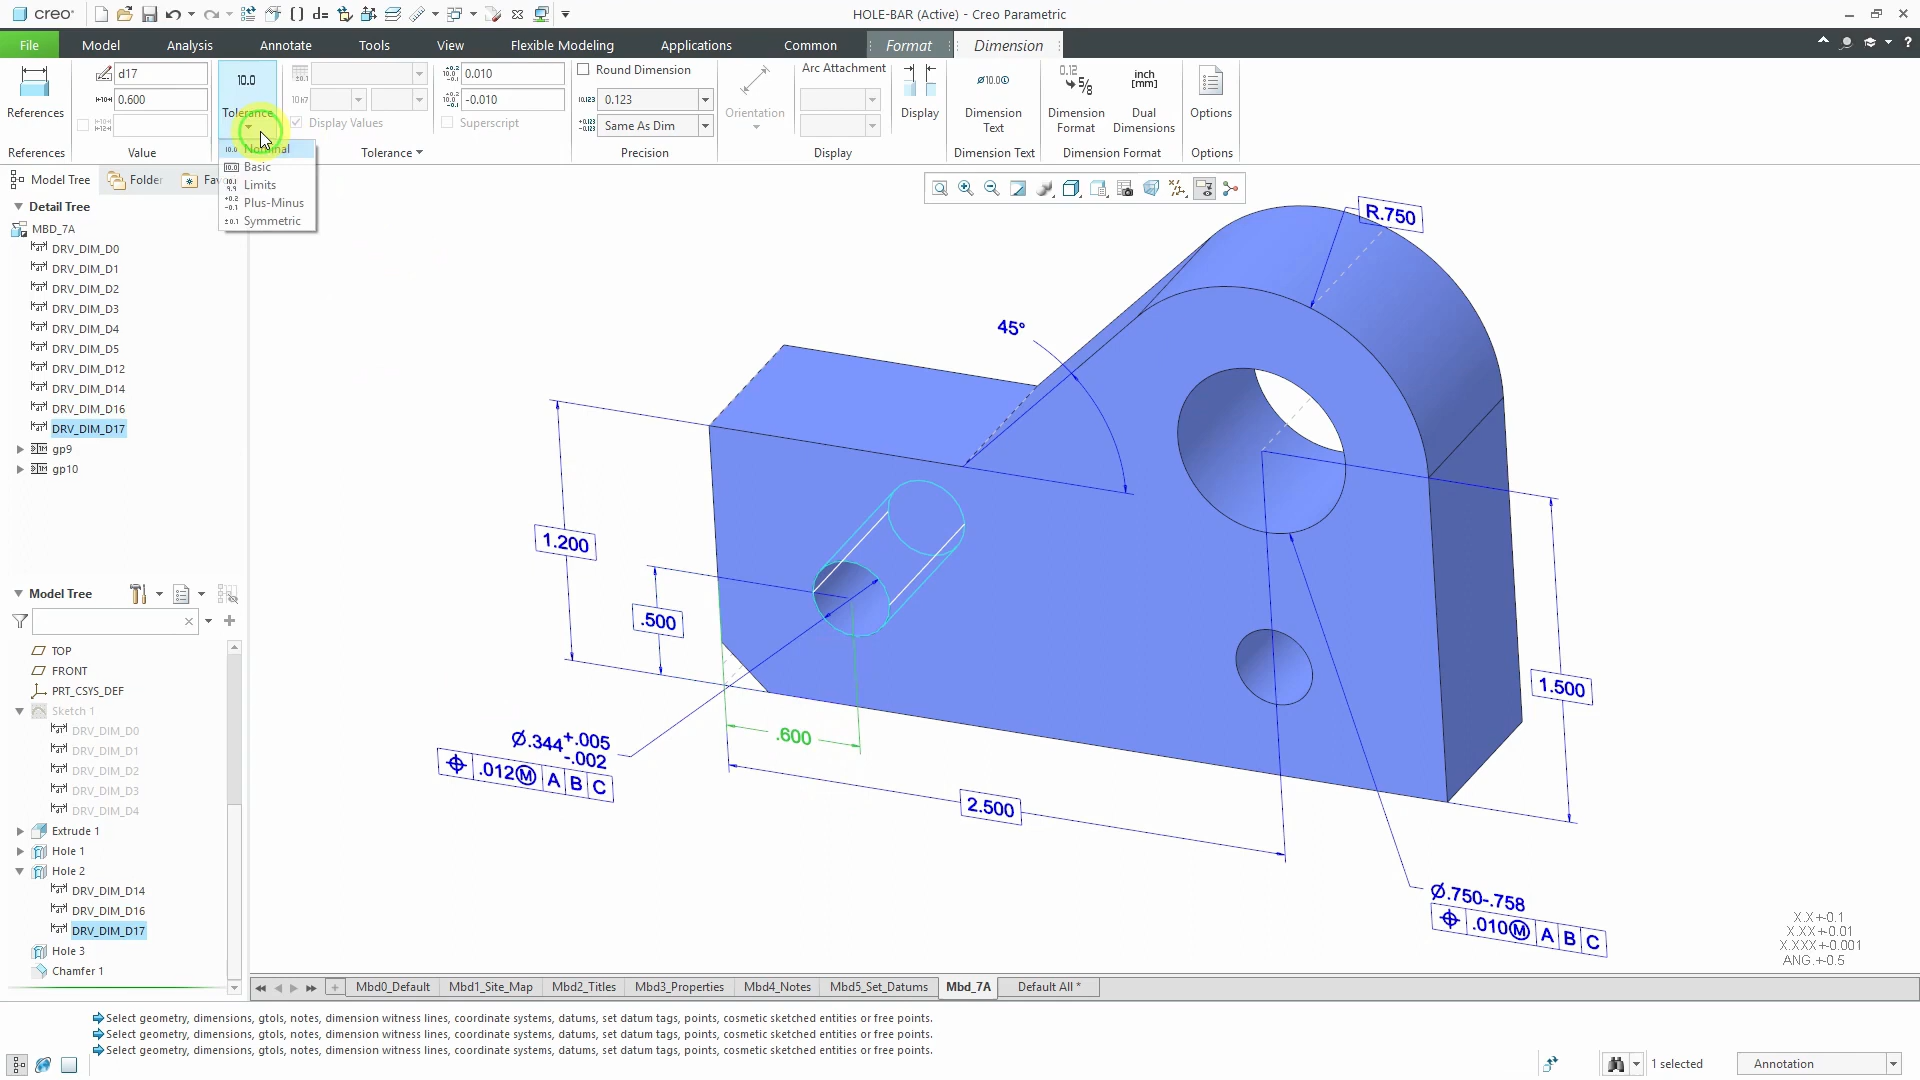 creo
HOLE-BAR (Active) - Creo Parametric
File Model Analysis Annotate Tools View Flexible Modeling Applications Common Format Dimension
References
References
d17
0.600
Value
10.0
Tolerance
Display Values
Tolerance
0.010
-0.010
Superscript
Round Dimension
0.123
Same As Dim
Precision
Orientation
Arc Attachment
Display
Display
Dimension
Text
Dimension Text
Dimension
Format
inch
[mm]
Dual
Dimensions
Dimension Format
Options
Options
Nominal
Basic
Limits
Plus-Minus
Symmetric
Model Tree
Folder
Detail Tree
MBD_7A
DRV_DIM_D0
DRV_DIM_D1
DRV_DIM_D2
DRV_DIM_D3
DRV_DIM_D4
DRV_DIM_D5
DRV_DIM_D12
DRV_DIM_D14
DRV_DIM_D16
DRV_DIM_D17
gp9
gp10
Model Tree
TOP
FRONT
PRT_CSYS_DEF
Sketch 1
DRV_DIM_D0
DRV_DIM_D1
DRV_DIM_D2
DRV_DIM_D3
DRV_DIM_D4
Extrude 1
Hole 1
Hole 2
DRV_DIM_D14
DRV_DIM_D16
DRV_DIM_D17
Hole 3
Chamfer 1
R.750
45°
1.200
.500
1.500
.600
Ø.344+.005
-.002
.012Ⓜ A B C
2.500
Ø.750-.758
.010Ⓜ A B C
X.X+-0.1
X.XX+-0.01
X.XXX+-0.001
ANG.+-0.5
Mbd0_Default Mbd1_Site_Map Mbd2_Titles Mbd3_Properties Mbd4_Notes Mbd5_Set_Datums Mbd_7A Default All *
Select geometry, dimensions, gtols, notes, dimension witness lines, coordinate systems, datums, set datum tags, points, cosmetic sketched entities or free points.
Select geometry, dimensions, gtols, notes, dimension witness lines, coordinate systems, datums, set datum tags, points, cosmetic sketched entities or free points.
Select geometry, dimensions, gtols, notes, dimension witness lines, coordinate systems, datums, set datum tags, points, cosmetic sketched entities or free points.
1 selected
Annotation